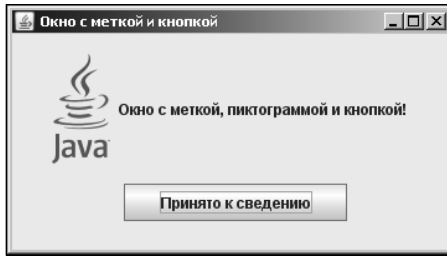 Окно с меткой и кнопкой
Окно с меткой, пиктограммой и кнопкой!
Java
Принято к сведению